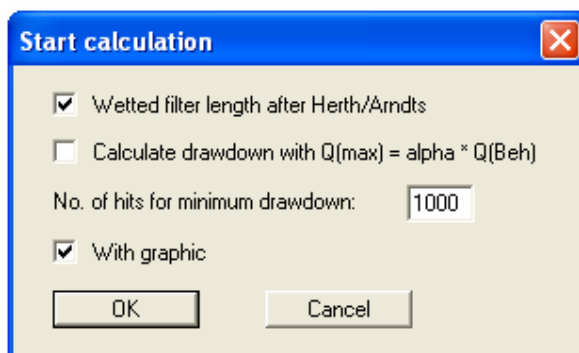 Start calculation
Wetted filter length after Herth/Arndts
Calculate drawdown with Q(max) = alpha * Q(Beh)
No. of hits for minimum drawdown: 1000
With graphic
OK Cancel